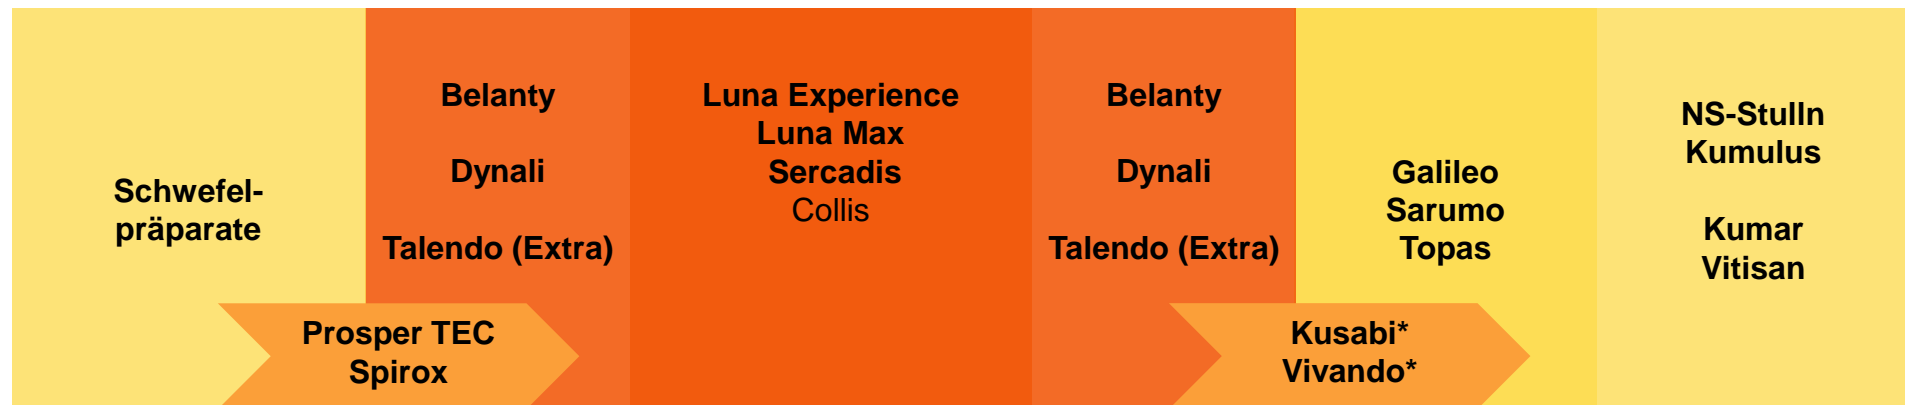 Schwefel-
präparate
Prosper TEC
Spirox
Belanty
Dynali
Talendo (Extra)
Luna Experience
Luna Max
Sercadis
Collis
Belanty
Dynali
Talendo (Extra)
Kusabi*
Vivando*
Galileo
Sarumo
Topas
NS-Stulln
Kumulus
Kumar
Vitisan